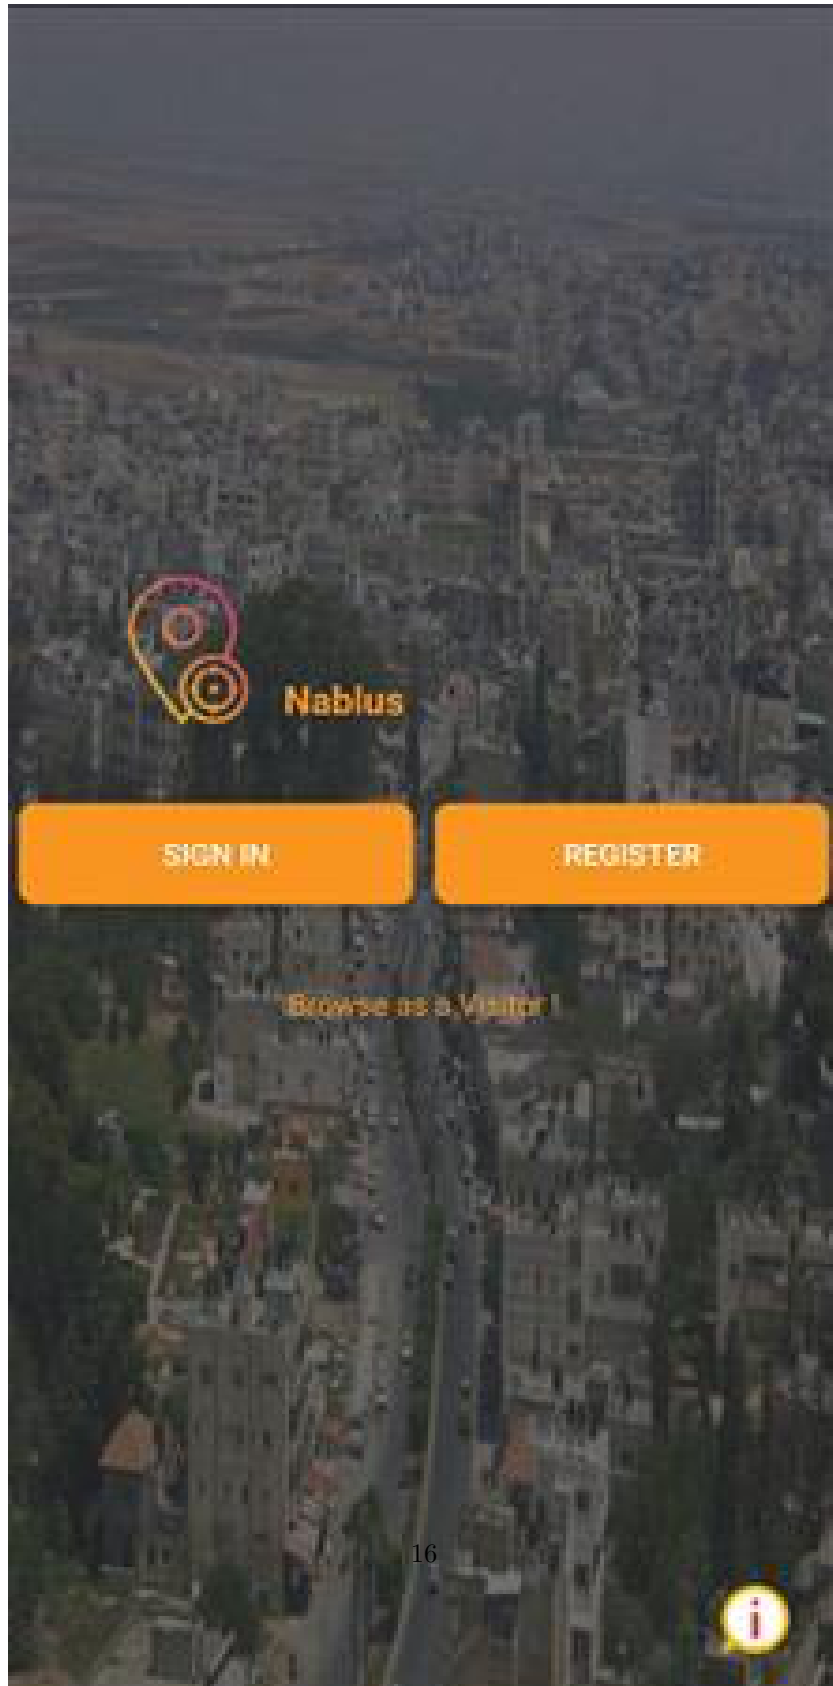 Nablus
SIGN IN
REGISTER
Browse as a Visitor !
16
i